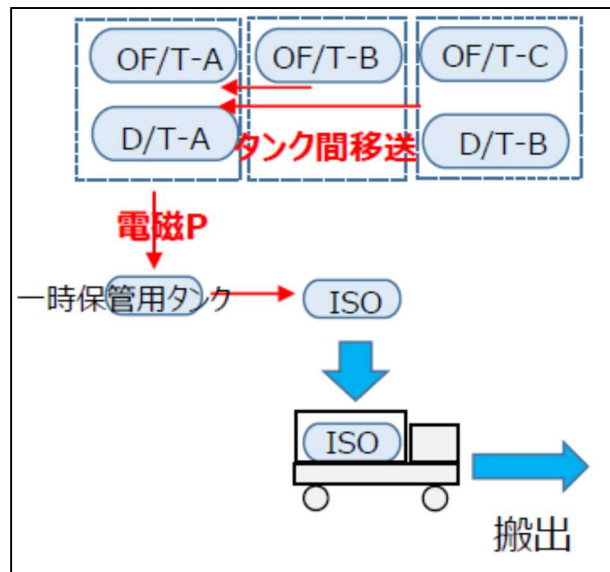 OF/T-A OF/T-B OF/T-C
D/T-A タンク間移送 D/T-B
電磁P
一時保管用タンク ISO
ISO
搬出